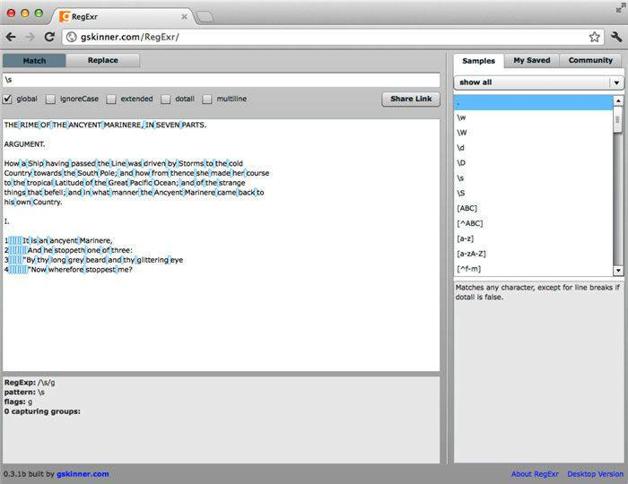 RegExr
gskinner.com/RegExr/
Match
Replace
\s
global
ignoreCase
extended
dotall
multiline
Share Link
THE RIME OF THE ANCYENT MARINERE, IN SEVEN PARTS.
ARGUMENT.
How a Ship having passed the Line was driven by Storms to the cold
Country towards the South Pole; and how from thence she made her course
to the tropical Latitude of the Great Pacific Ocean; and of the strange
things that befell; and in what manner the Ancyent Marinere came back to
his own Country.
I.
1 It is an ancyent Marinere,
2 And he stoppeth one of three:
3 "By thy long grey beard and thy glittering eye
4 "Now wherefore stoppest me?
RegExp: /\s/g
pattern: \s
flags: g
0 capturing groups:
Samples
My Saved
Community
show all
.
\w
\W
\d
\D
\s
\S
[ABC]
[^ABC]
[a-z]
[a-zA-Z]
[^f-m]
Matches any character, except for line breaks if
dotall is false.
0.3.1b built by gskinner.com
About RegExr
Desktop Version